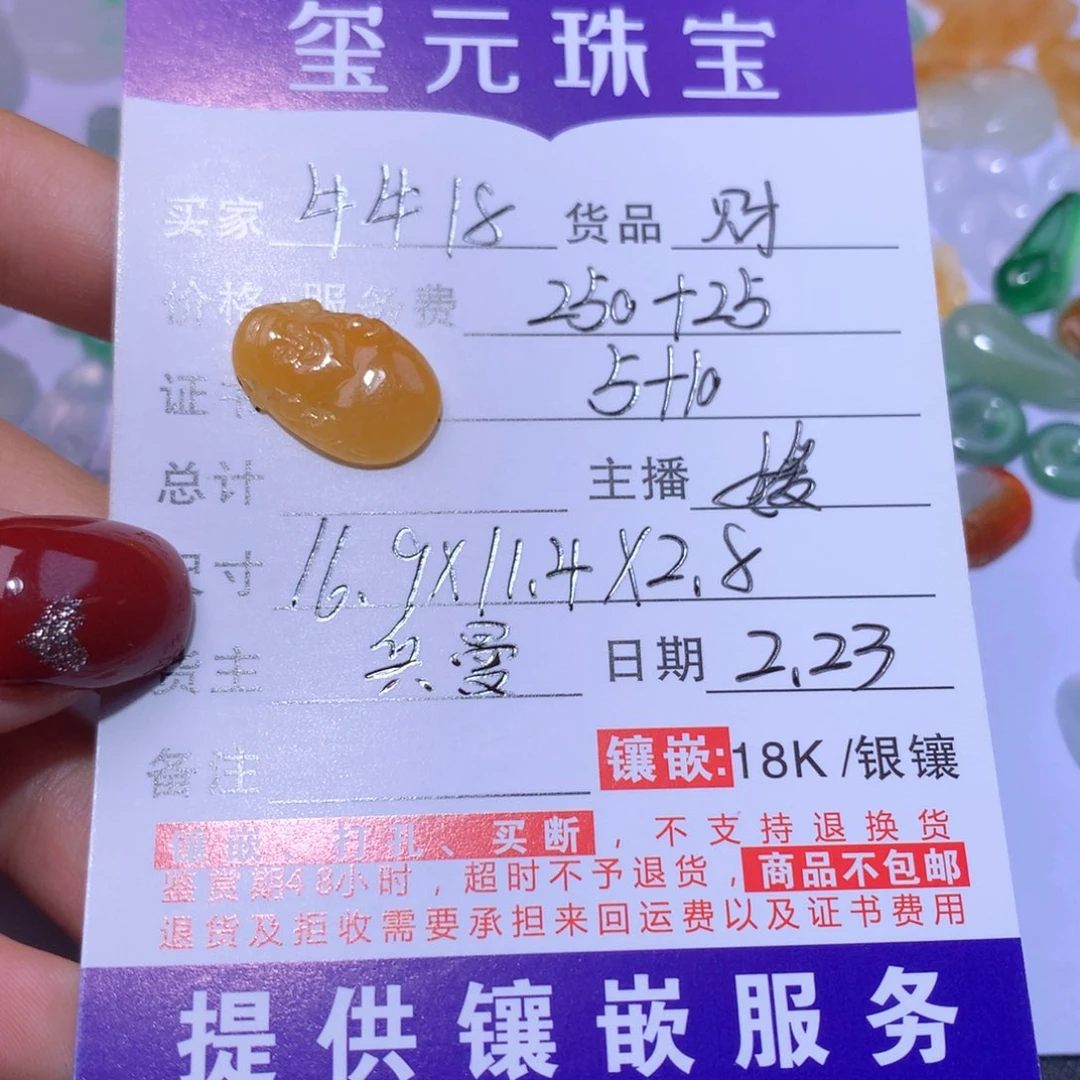 玺元珠宝
买家 4418 货品 财
价格 服务费 250+25
证书 5+10
总计 主播
尺寸 16.9X11.4X2.8
货主 兴曼 日期 2.23
备注 镶嵌:18K /银镶
镶嵌、打孔、买断，不支持退换货
鉴赏期48小时，超时不予退货，商品不包邮
退货及拒收需要承担来回运费以及证书费用
提供镶嵌服务